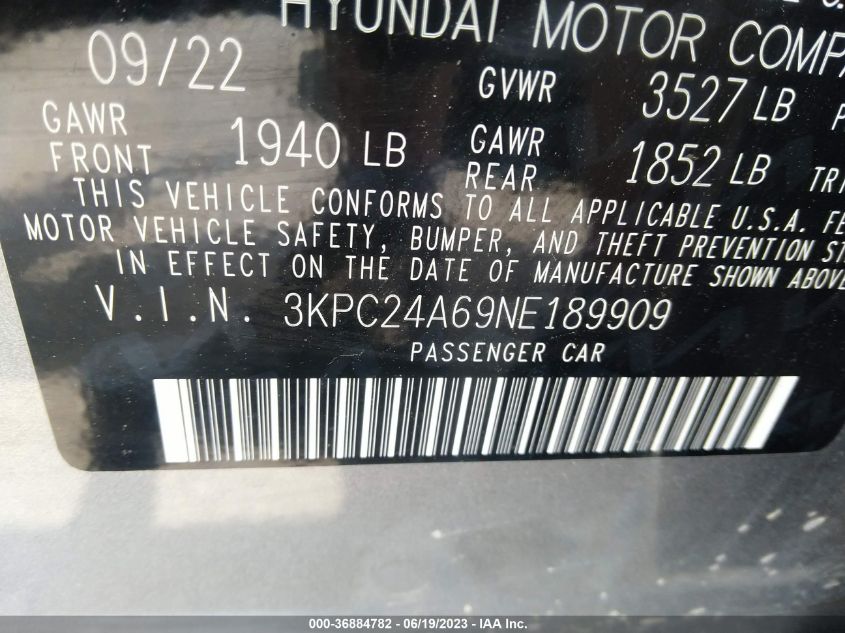 HYUNDAI MOTOR COMPA
09/22 GVWR 3527 LB
GAWR FRONT 1940 LB GAWR REAR 1852 LB TRI
THIS VEHICLE CONFORMS TO ALL APPLICABLE U.S.A. FE
MOTOR VEHICLE SAFETY, BUMPER, AND THEFT PREVENTION ST
IN EFFECT ON THE DATE OF MANUFACTURE SHOWN ABOVE
V.I.N. 3KPC24A69NE189909
PASSENGER CAR
000-36884782 - 06/19/2023 - IAA Inc.